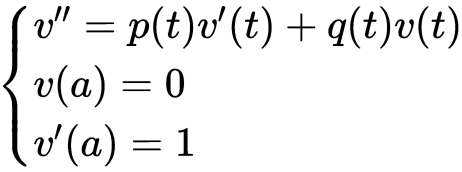 v″ = p(t)v′(t) + q(t)v(t)
v(a) = 0
v′(a) = 1